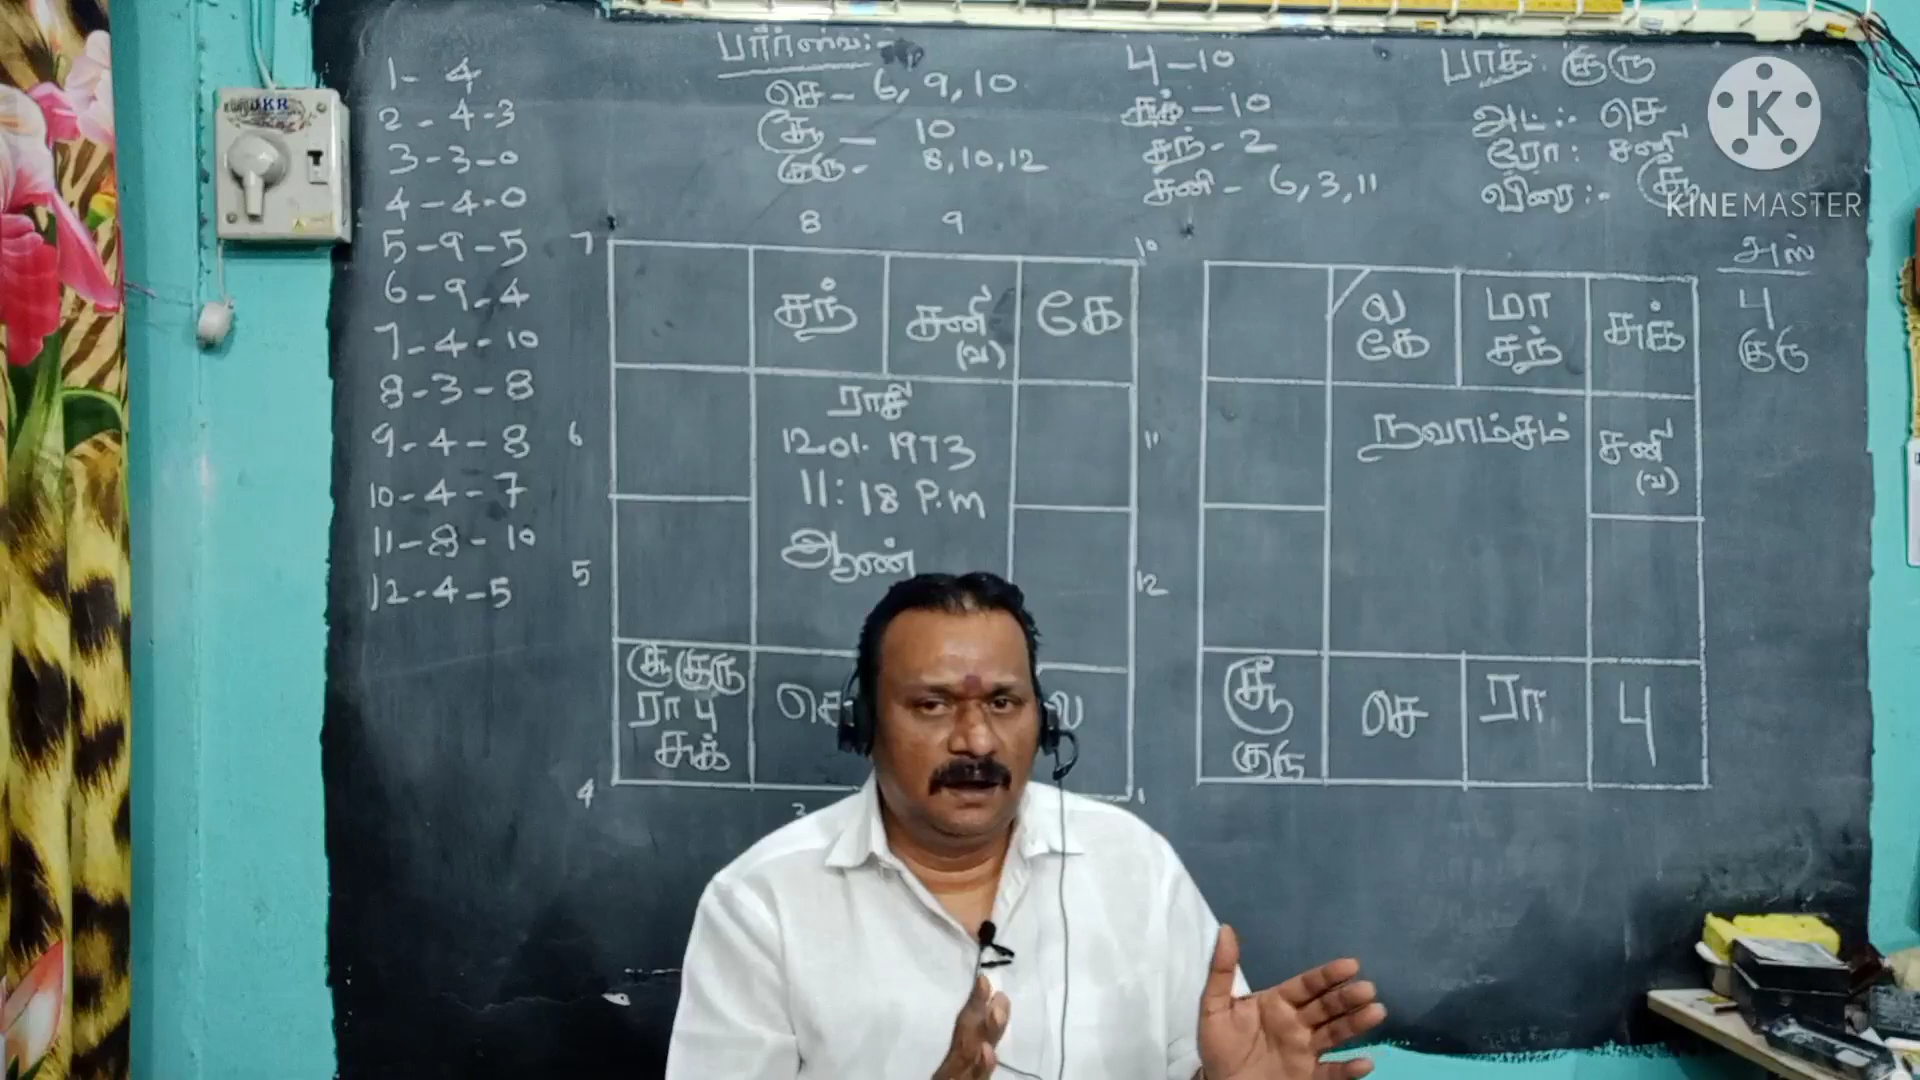 1- 4
2 - 4-3
3-3-0
4-4-0
5-9-5
6-9-4
7-4-10
8-3-8
9-4-8
10-4-7
11-8-10
12-4-5
பார்வை:-
செ - 6, 9, 10
சூ - 10
குரு - 8, 10, 12
பு - 10
சுக் - 10
சந் - 2
சனி - 6, 3, 11
பாத: குரு
அட்:- செ
ரோ: சனி
விரை:-
K
KINEMASTER
அஸ்
பு
குரு
7
8
9
10
சந்
சனி
(வ)
கே
6
ராசி
12.01.1973
11:18 P.m
ஆண்
11
5
12
சூ குரு
ரா பு
சுக்
செ
ல
4
1
ல
கே
மா
சந்
சுக்
நவாம்சம்
சனி
(வ)
சூ
குரு
செ
ரா
பு